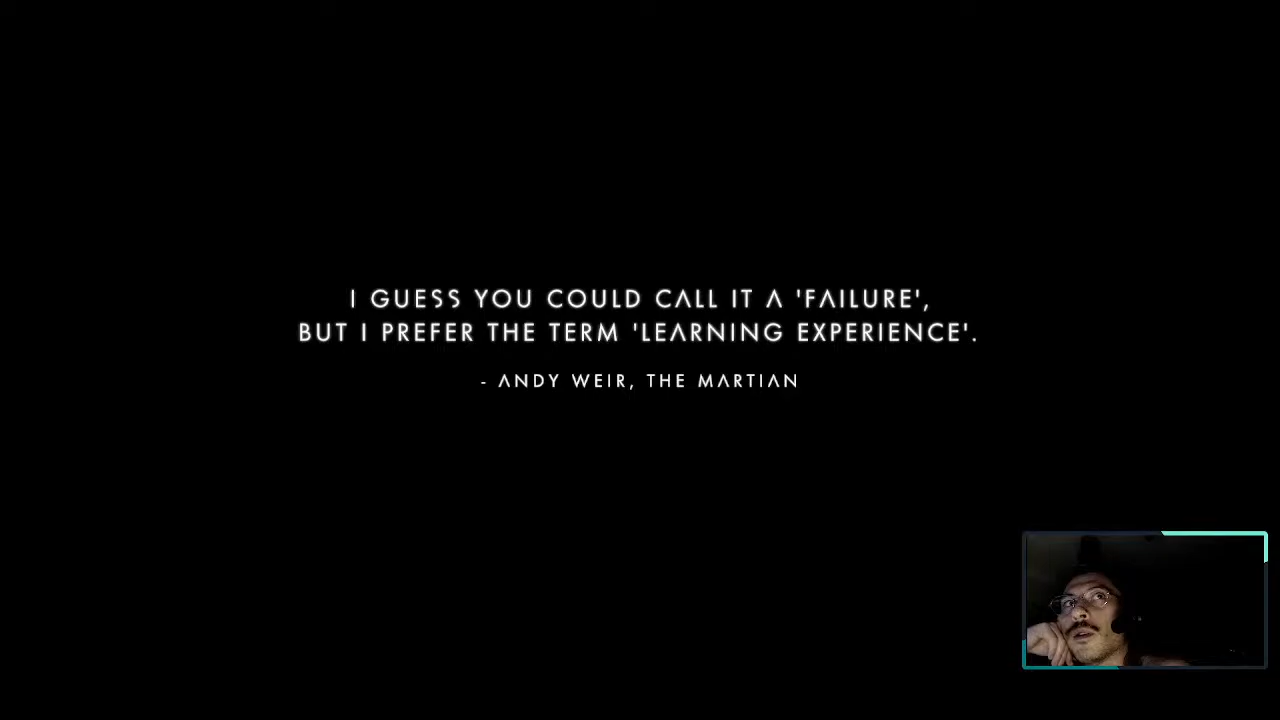 I GUESS YOU COULD CALL IT A 'FAILURE',
BUT I PREFER THE TERM 'LEARNING EXPERIENCE'.
- ANDY WEIR, THE MARTIAN